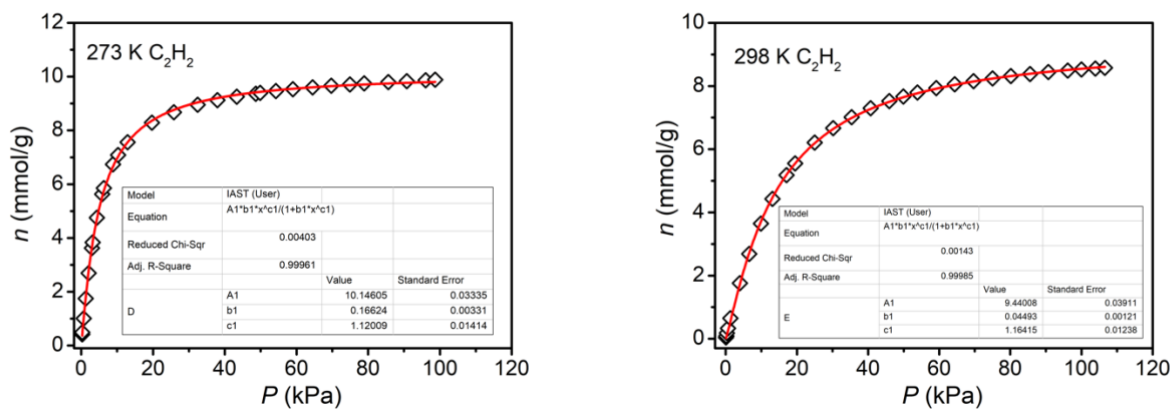 273 K C₂H₂
n (mmol/g)
12
10
8
6
4
2
0
Model IAST (User)
Equation A1*b1*x^c1/(1+b1*x^c1)
Reduced Chi-Sqr 0.00403
Adj. R-Square 0.99961
Value Standard Error
D A1 10.14605 0.03335
b1 0.16624 0.00331
c1 1.12009 0.01414
0 20 40 60 80 100 120
P (kPa)
298 K C₂H₂
n (mmol/g)
10
8
6
4
2
0
Model IAST (User)
Equation A1*b1*x^c1/(1+b1*x^c1)
Reduced Chi-Sqr 0.00143
Adj. R-Square 0.99985
Value Standard Error
E A1 9.44008 0.03911
b1 0.04493 0.00121
c1 1.16415 0.01238
0 20 40 60 80 100 120
P (kPa)